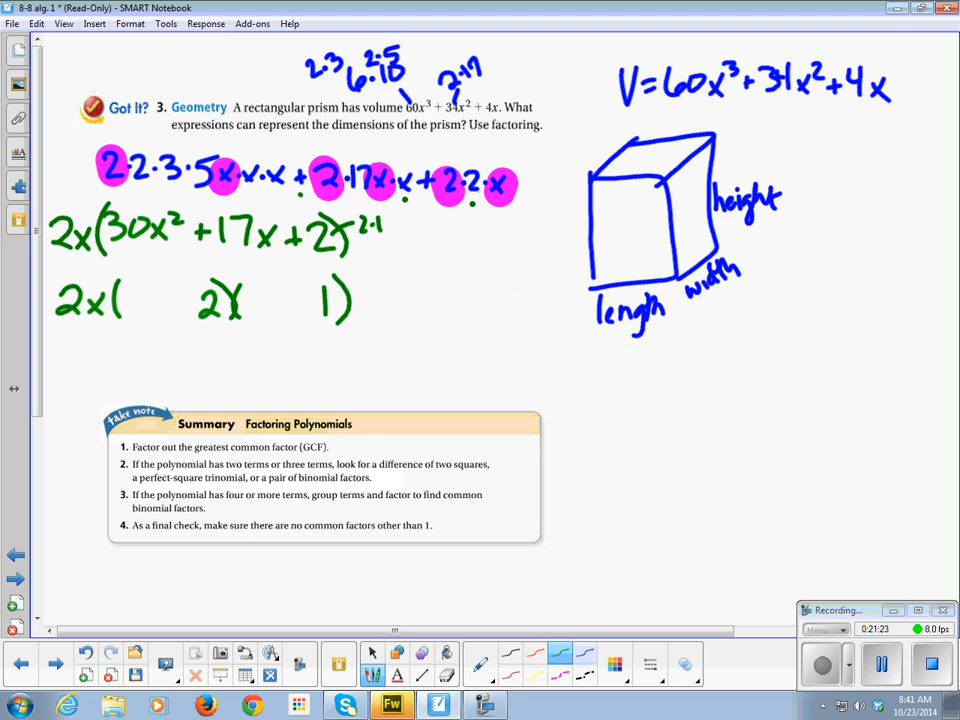 8-8 alg.1 * (Read-Only) - SMART Notebook
File Edit View Insert Format Tools Response Add-ons Help
2·3 6·10 2·5 2·17
V=60x³+34x²+4x
Got It? 3. Geometry A rectangular prism has volume 60x³ + 34x² + 4x. What
expressions can represent the dimensions of the prism? Use factoring.
2·2·3·5x·x·x + 2·17x·x + 2·2·x
2x(30x² +17x +2) 2·1
2x( 2)( 1)
height
width
length
take note
Summary Factoring Polynomials
1. Factor out the greatest common factor (GCF).
2. If the polynomial has two terms or three terms, look for a difference of two squares,
a perfect-square trinomial, or a pair of binomial factors.
3. If the polynomial has four or more terms, group terms and factor to find common
binomial factors.
4. As a final check, make sure there are no common factors other than 1.
Recording...
Menu 0:21:23 8.0 fps
Fw
8:41 AM
10/23/2014